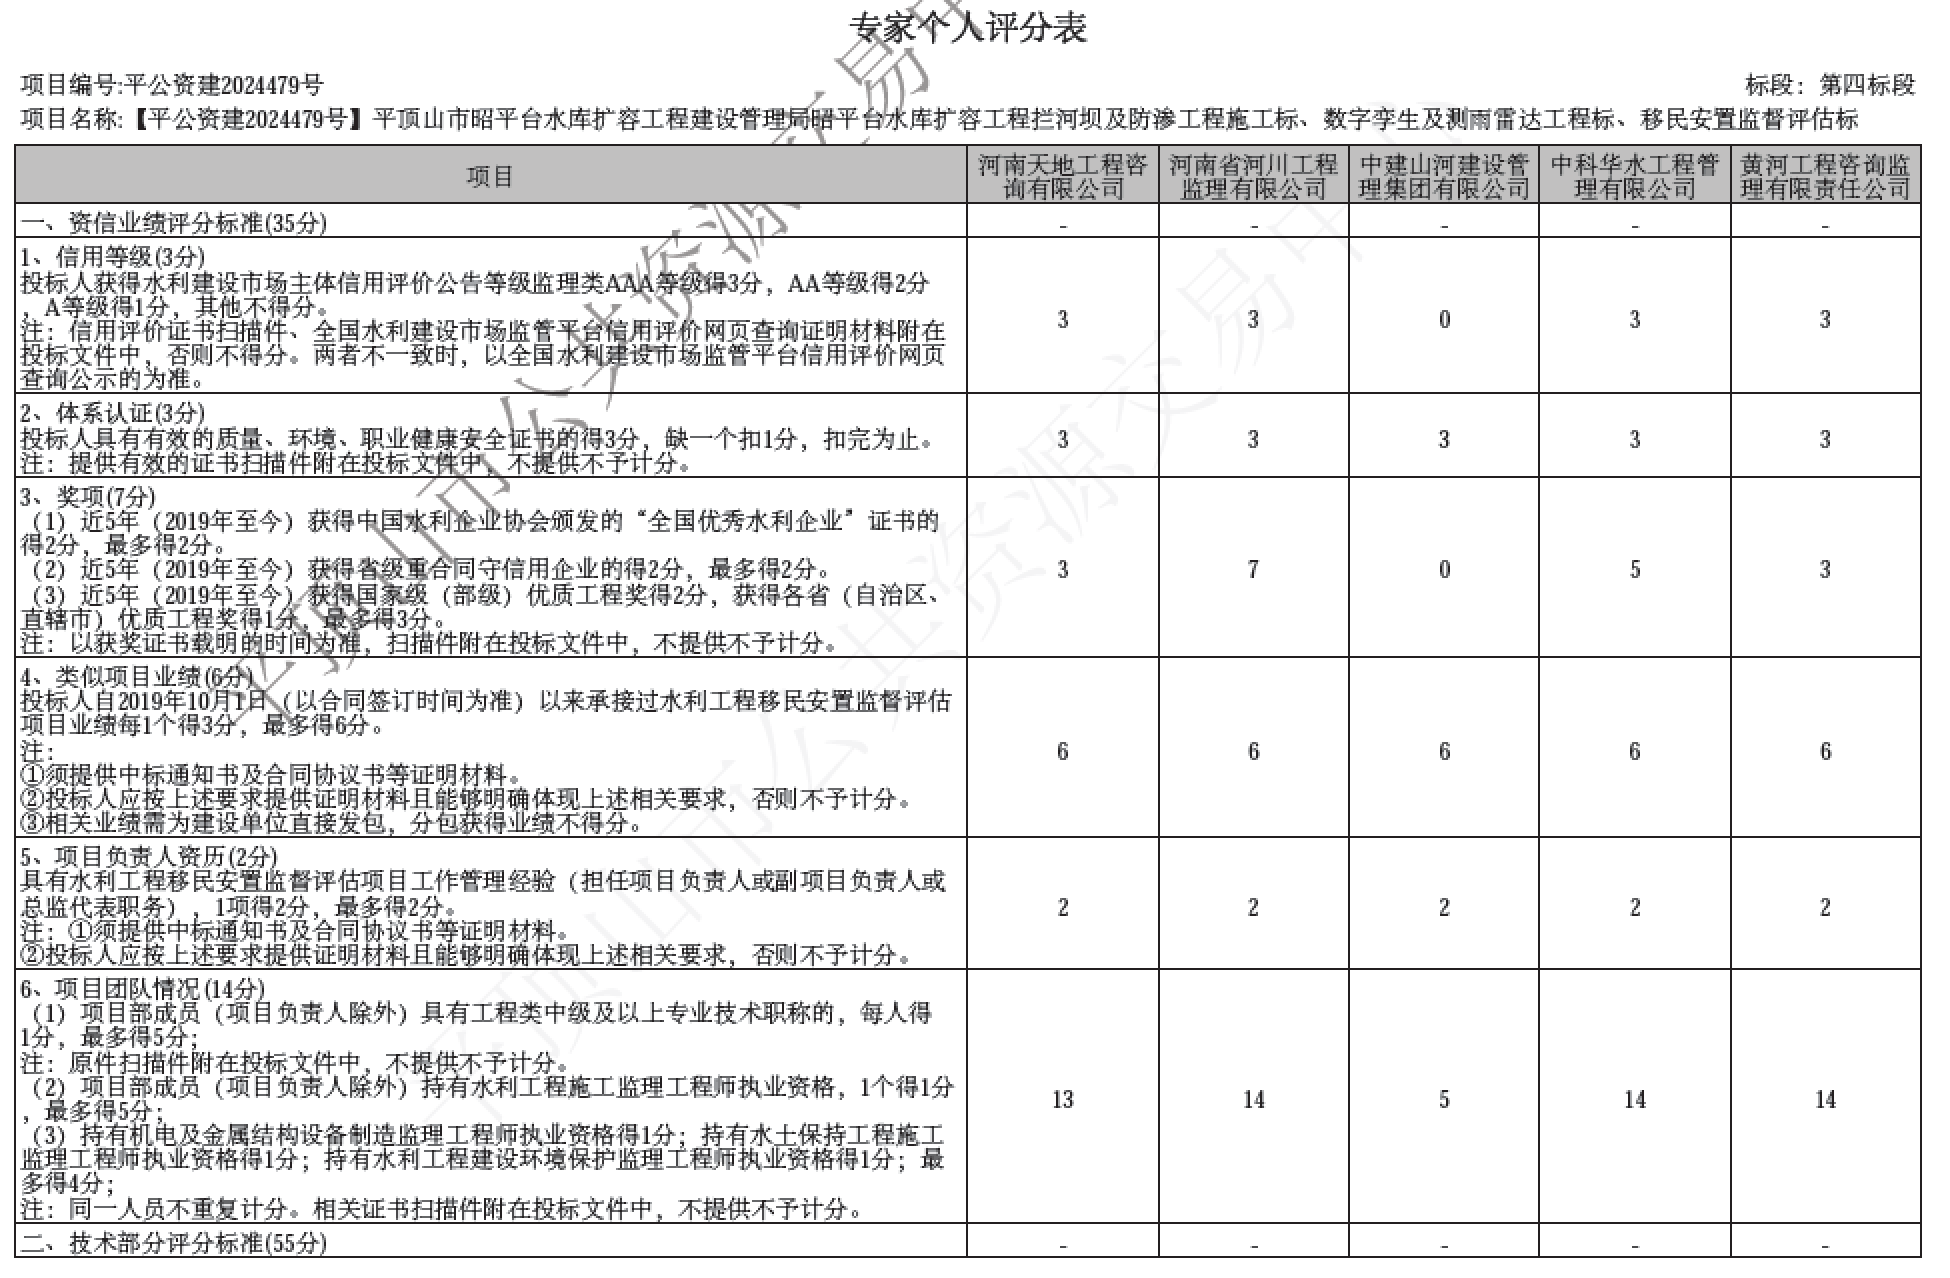 专家个人评分表
项目编号:平公资建2024479号
标段：第四标段
项目名称:【平公资建2024479号】平顶山市昭平台水库扩容工程建设管理局昭平台水库扩容工程拦河坝及防渗工程施工标、数字孪生及测雨雷达工程标、移民安置监督评估标
项目
河南天地工程咨
询有限公司
河南省河川工程
监理有限公司
中建山河建设管
理集团有限公司
中科华水工程管
理有限公司
黄河工程咨询监
理有限责任公司
一、资信业绩评分标准(35分)
- - - - -
1、信用等级(3分)
投标人获得水利建设市场主体信用评价公告等级监理类AAA等级得3分，AA等级得2分
，A等级得1分，其他不得分。
注：信用评价证书扫描件、全国水利建设市场监管平台信用评价网页查询证明材料附在
投标文件中，否则不得分。两者不一致时，以全国水利建设市场监管平台信用评价网页
查询公示的为准。
3 3 0 3 3
2、体系认证(3分)
投标人具有有效的质量、环境、职业健康安全证书的得3分，缺一个扣1分，扣完为止。
注：提供有效的证书扫描件附在投标文件中，不提供不予计分。
3 3 3 3 3
3、奖项(7分)
（1）近5年（2019年至今）获得中国水利企业协会颁发的“全国优秀水利企业”证书的
得2分，最多得2分。
（2）近5年（2019年至今）获得省级重合同守信用企业的得2分，最多得2分。
（3）近5年（2019年至今）获得国家级（部级）优质工程奖得2分，获得各省（自治区、
直辖市）优质工程奖得1分，最多得3分。
注：以获奖证书载明的时间为准，扫描件附在投标文件中，不提供不予计分。
3 7 0 5 3
4、类似项目业绩(6分)
投标人自2019年10月1日（以合同签订时间为准）以来承接过水利工程移民安置监督评估
项目业绩每1个得3分，最多得6分。
注：
①须提供中标通知书及合同协议书等证明材料。
②投标人应按上述要求提供证明材料且能够明确体现上述相关要求，否则不予计分。
③相关业绩需为建设单位直接发包，分包获得业绩不得分。
6 6 6 6 6
5、项目负责人资历(2分)
具有水利工程移民安置监督评估项目工作管理经验（担任项目负责人或副项目负责人或
总监代表职务），1项得2分，最多得2分。
注：①须提供中标通知书及合同协议书等证明材料。
②投标人应按上述要求提供证明材料且能够明确体现上述相关要求，否则不予计分。
2 2 2 2 2
6、项目团队情况(14分)
（1）项目部成员（项目负责人除外）具有工程类中级及以上专业技术职称的，每人得
1分，最多得5分；
注：原件扫描件附在投标文件中，不提供不予计分。
（2）项目部成员（项目负责人除外）持有水利工程施工监理工程师执业资格，1个得1分
，最多得5分；
（3）持有机电及金属结构设备制造监理工程师执业资格得1分；持有水土保持工程施工
监理工程师执业资格得1分；持有水利工程建设环境保护监理工程师执业资格得1分；最
多得4分；
注：同一人员不重复计分。相关证书扫描件附在投标文件中，不提供不予计分。
13 14 5 14 14
二、技术部分评分标准(55分)
- - - - -
平顶山市公共资源交易中
平顶山市公共资源交易中